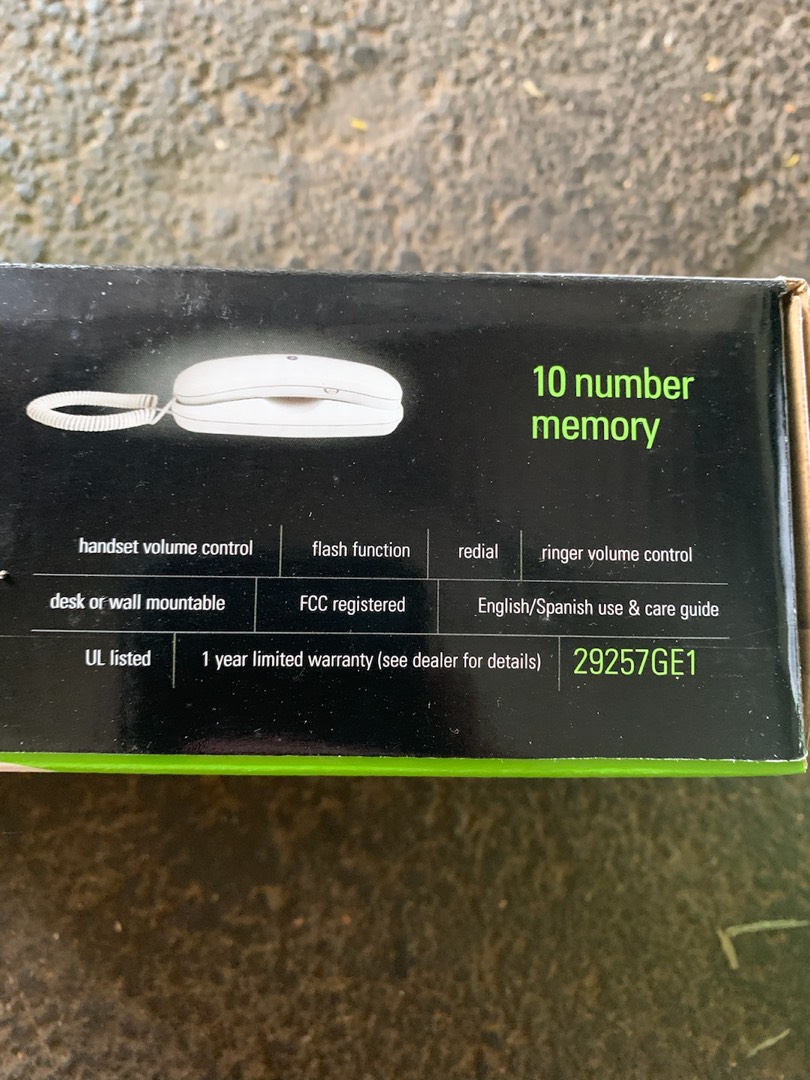 10 number
memory
handset volume control flash function redial ringer volume control
desk or wall mountable FCC registered English/Spanish use & care guide
UL listed 1 year limited warranty (see dealer for details) 29257GE1